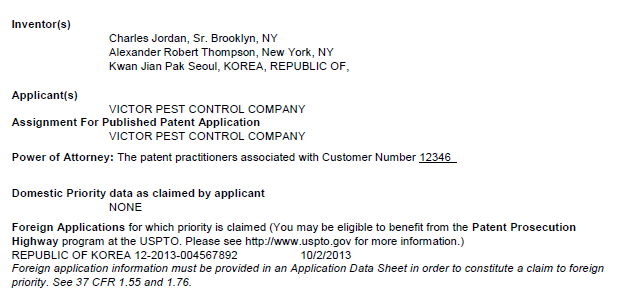 Inventor(s)
Charles Jordan, Sr. Brooklyn, NY
Alexander Robert Thompson, New York, NY
Kwan Jian Pak Seoul, KOREA, REPUBLIC OF,
Applicant(s)
VICTOR PEST CONTROL COMPANY
Assignment For Published Patent Application
VICTOR PEST CONTROL COMPANY
Power of Attorney: The patent practitioners associated with Customer Number 12346
Domestic Priority data as claimed by applicant
NONE
Foreign Applications for which priority is claimed (You may be eligible to benefit from the Patent Prosecution
Highway program at the USPTO. Please see http://www.uspto.gov for more information.)
REPUBLIC OF KOREA 12-2013-004567892 10/2/2013
Foreign application information must be provided in an Application Data Sheet in order to constitute a claim to foreign
priority. See 37 CFR 1.55 and 1.76.